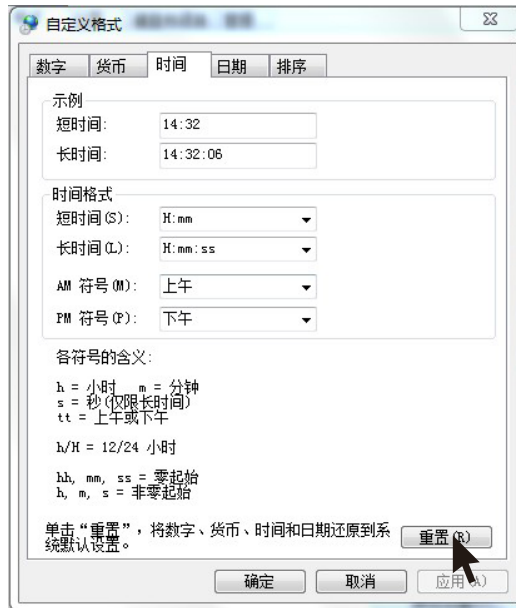 自定义格式
数字 货币 时间 日期 排序
示例
短时间: 14:32
长时间: 14:32:06
时间格式
短时间(S): H:mm
长时间(L): H:mm:ss
AM 符号(M): 上午
PM 符号(P): 下午
各符号的含义:
h = 小时 m = 分钟
s = 秒(仅限长时间)
tt = 上午或下午
h/H = 12/24 小时
hh, mm, ss = 零起始
h, m, s = 非零起始
单击“重置”，将数字、货币、时间和日期还原到系
统默认设置。
重置(R)
确定 取消 应用(A)